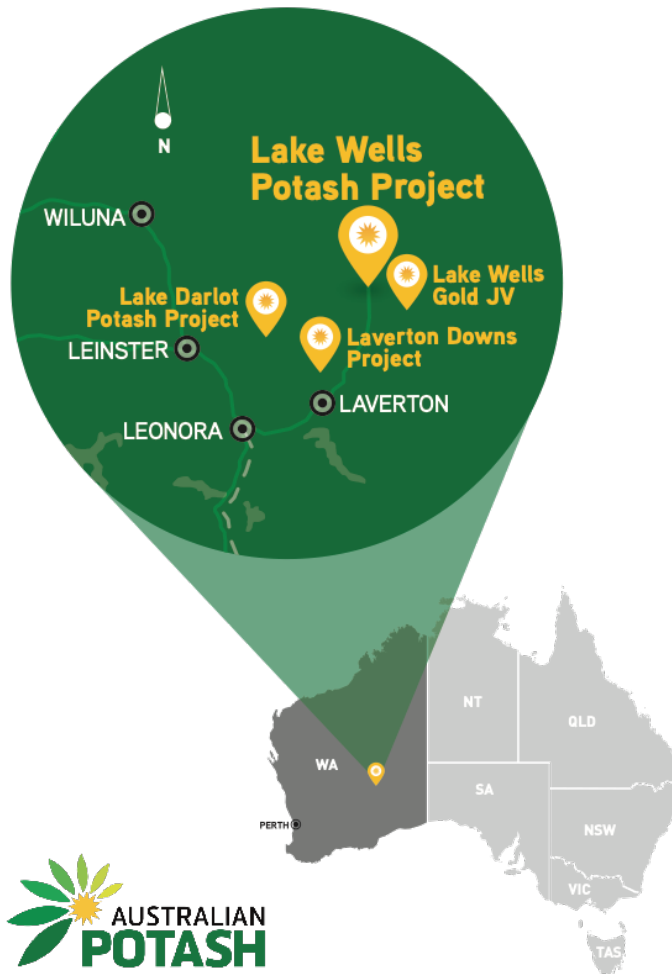 N
Lake Wells
Potash Project
WILUNA
Lake Wells
Gold JV
Lake Darlot
Potash Project
Laverton Downs
Project
LEINSTER
LAVERTON
LEONORA
NT
QLD
WA
SA
PERTH
NSW
VIC
TAS
AUSTRALIAN
POTASH